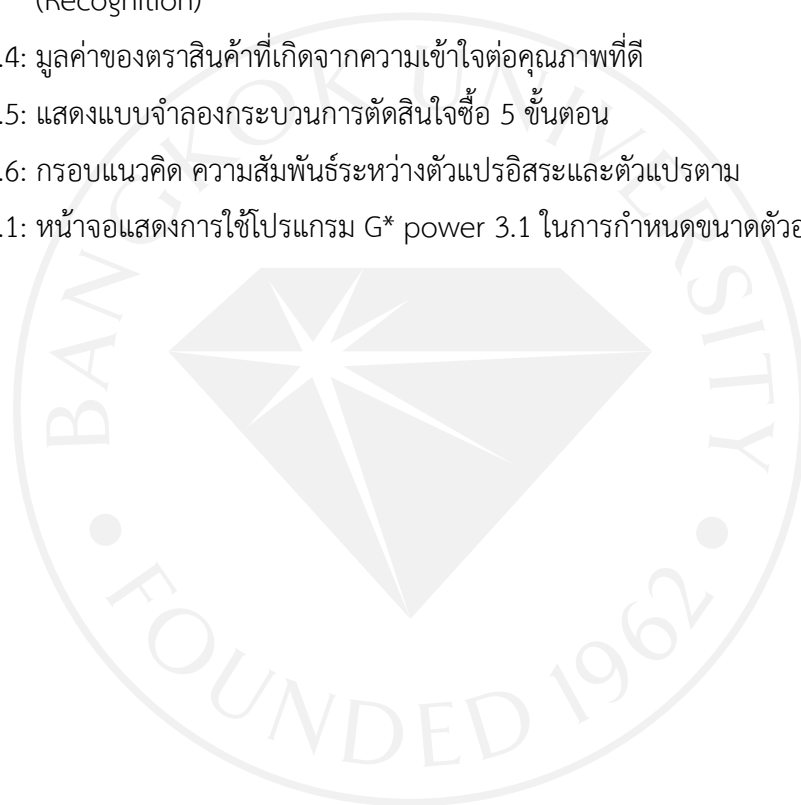 (Recognition)
.4: มูลค่าของตราสินค้าที่เกิดจากความเข้าใจต่อคุณภาพที่ดี
.5: แสดงแบบจำลองกระบวนการตัดสินใจซื้อ 5 ขั้นตอน
.6: กรอบแนวคิด ความสัมพันธ์ระหว่างตัวแปรอิสระและตัวแปรตาม
.1: หน้าจอแสดงการใช้โปรแกรม G* power 3.1 ในการกำหนดขนาดตัวอ
BANGKOK UNIVERSITY
FOUNDED 1962